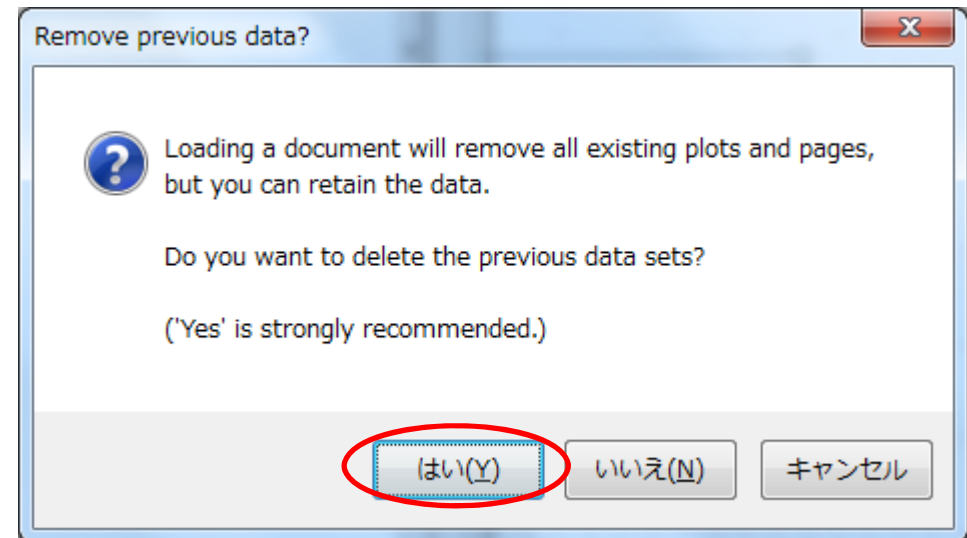 Remove previous data?
Loading a document will remove all existing plots and pages,
but you can retain the data.
Do you want to delete the previous data sets?
('Yes' is strongly recommended.)
はい(Y) いいえ(N) キャンセル